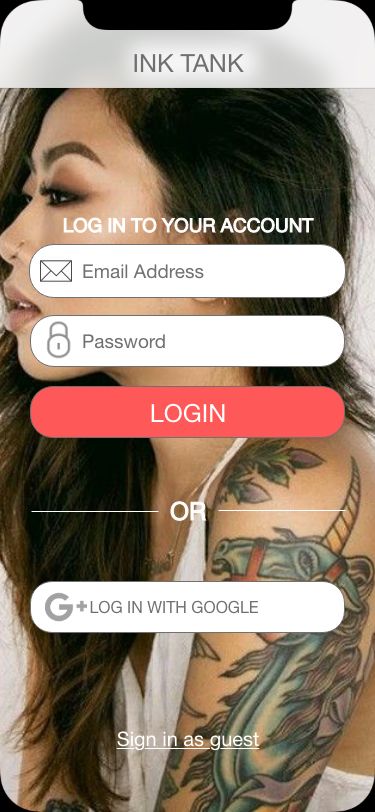 INK TANK
LOG IN TO YOUR ACCOUNT
Email Address
Password
LOGIN
OR
G+ LOG IN WITH GOOGLE
Sign in as guest